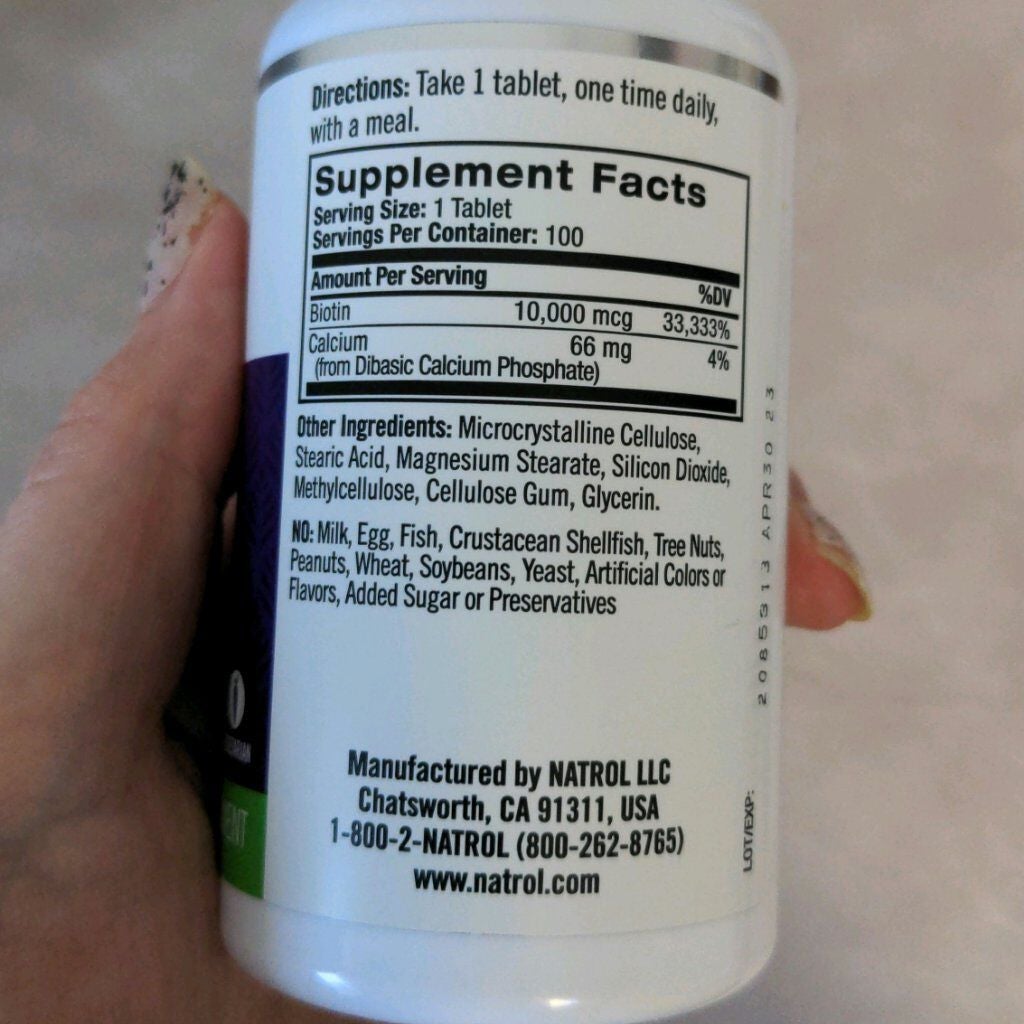 Directions: Take 1 tablet, one time daily,
with a meal.
Supplement Facts
Serving Size: 1 Tablet
Servings Per Container: 100
Amount Per Serving %DV
Biotin 10,000 mcg 33,333%
Calcium 66 mg 4%
(from Dibasic Calcium Phosphate)
Other Ingredients: Microcrystalline Cellulose,
Stearic Acid, Magnesium Stearate, Silicon Dioxide,
Methylcellulose, Cellulose Gum, Glycerin.
NO: Milk, Egg, Fish, Crustacean Shellfish, Tree Nuts,
Peanuts, Wheat, Soybeans, Yeast, Artificial Colors or
Flavors, Added Sugar or Preservatives
Manufactured by NATROL LLC
Chatsworth, CA 91311, USA
1-800-2-NATROL (800-262-8765)
www.natrol.com
LOT/EXP:
2085313 APR30 23